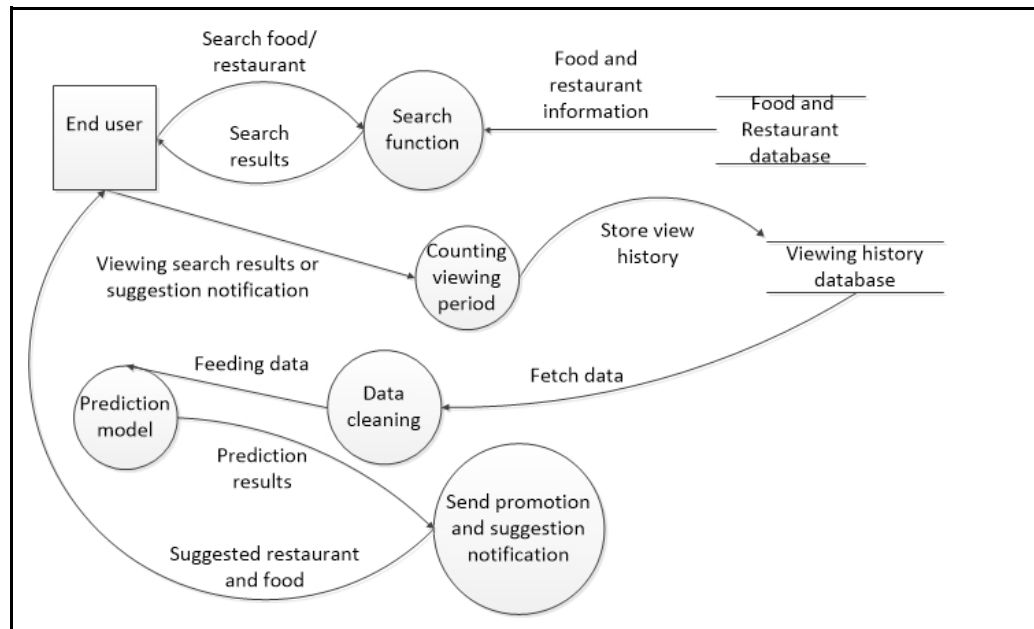 Search food/
restaurant
End user
Search
results
Search
function
Food and
restaurant
information
Food and
Restaurant
database
Viewing search results or
suggestion notification
Counting
viewing
period
Store view
history
Viewing history
database
Feeding data
Prediction
model
Data
cleaning
Fetch data
Prediction
results
Send promotion
and suggestion
notification
Suggested restaurant
and food